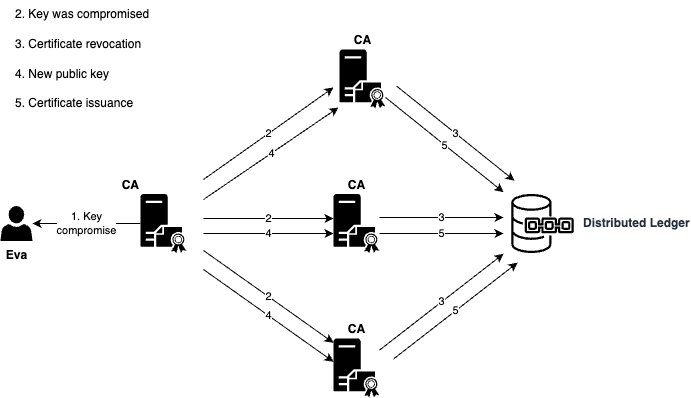 2. Key was compromised
3. Certificate revocation
4. New public key
5. Certificate issuance
CA
2
4
3
5
CA
1. Key
compromise
Eva
2
4
CA
3
5
Distributed Ledger
2
4
CA
3
5